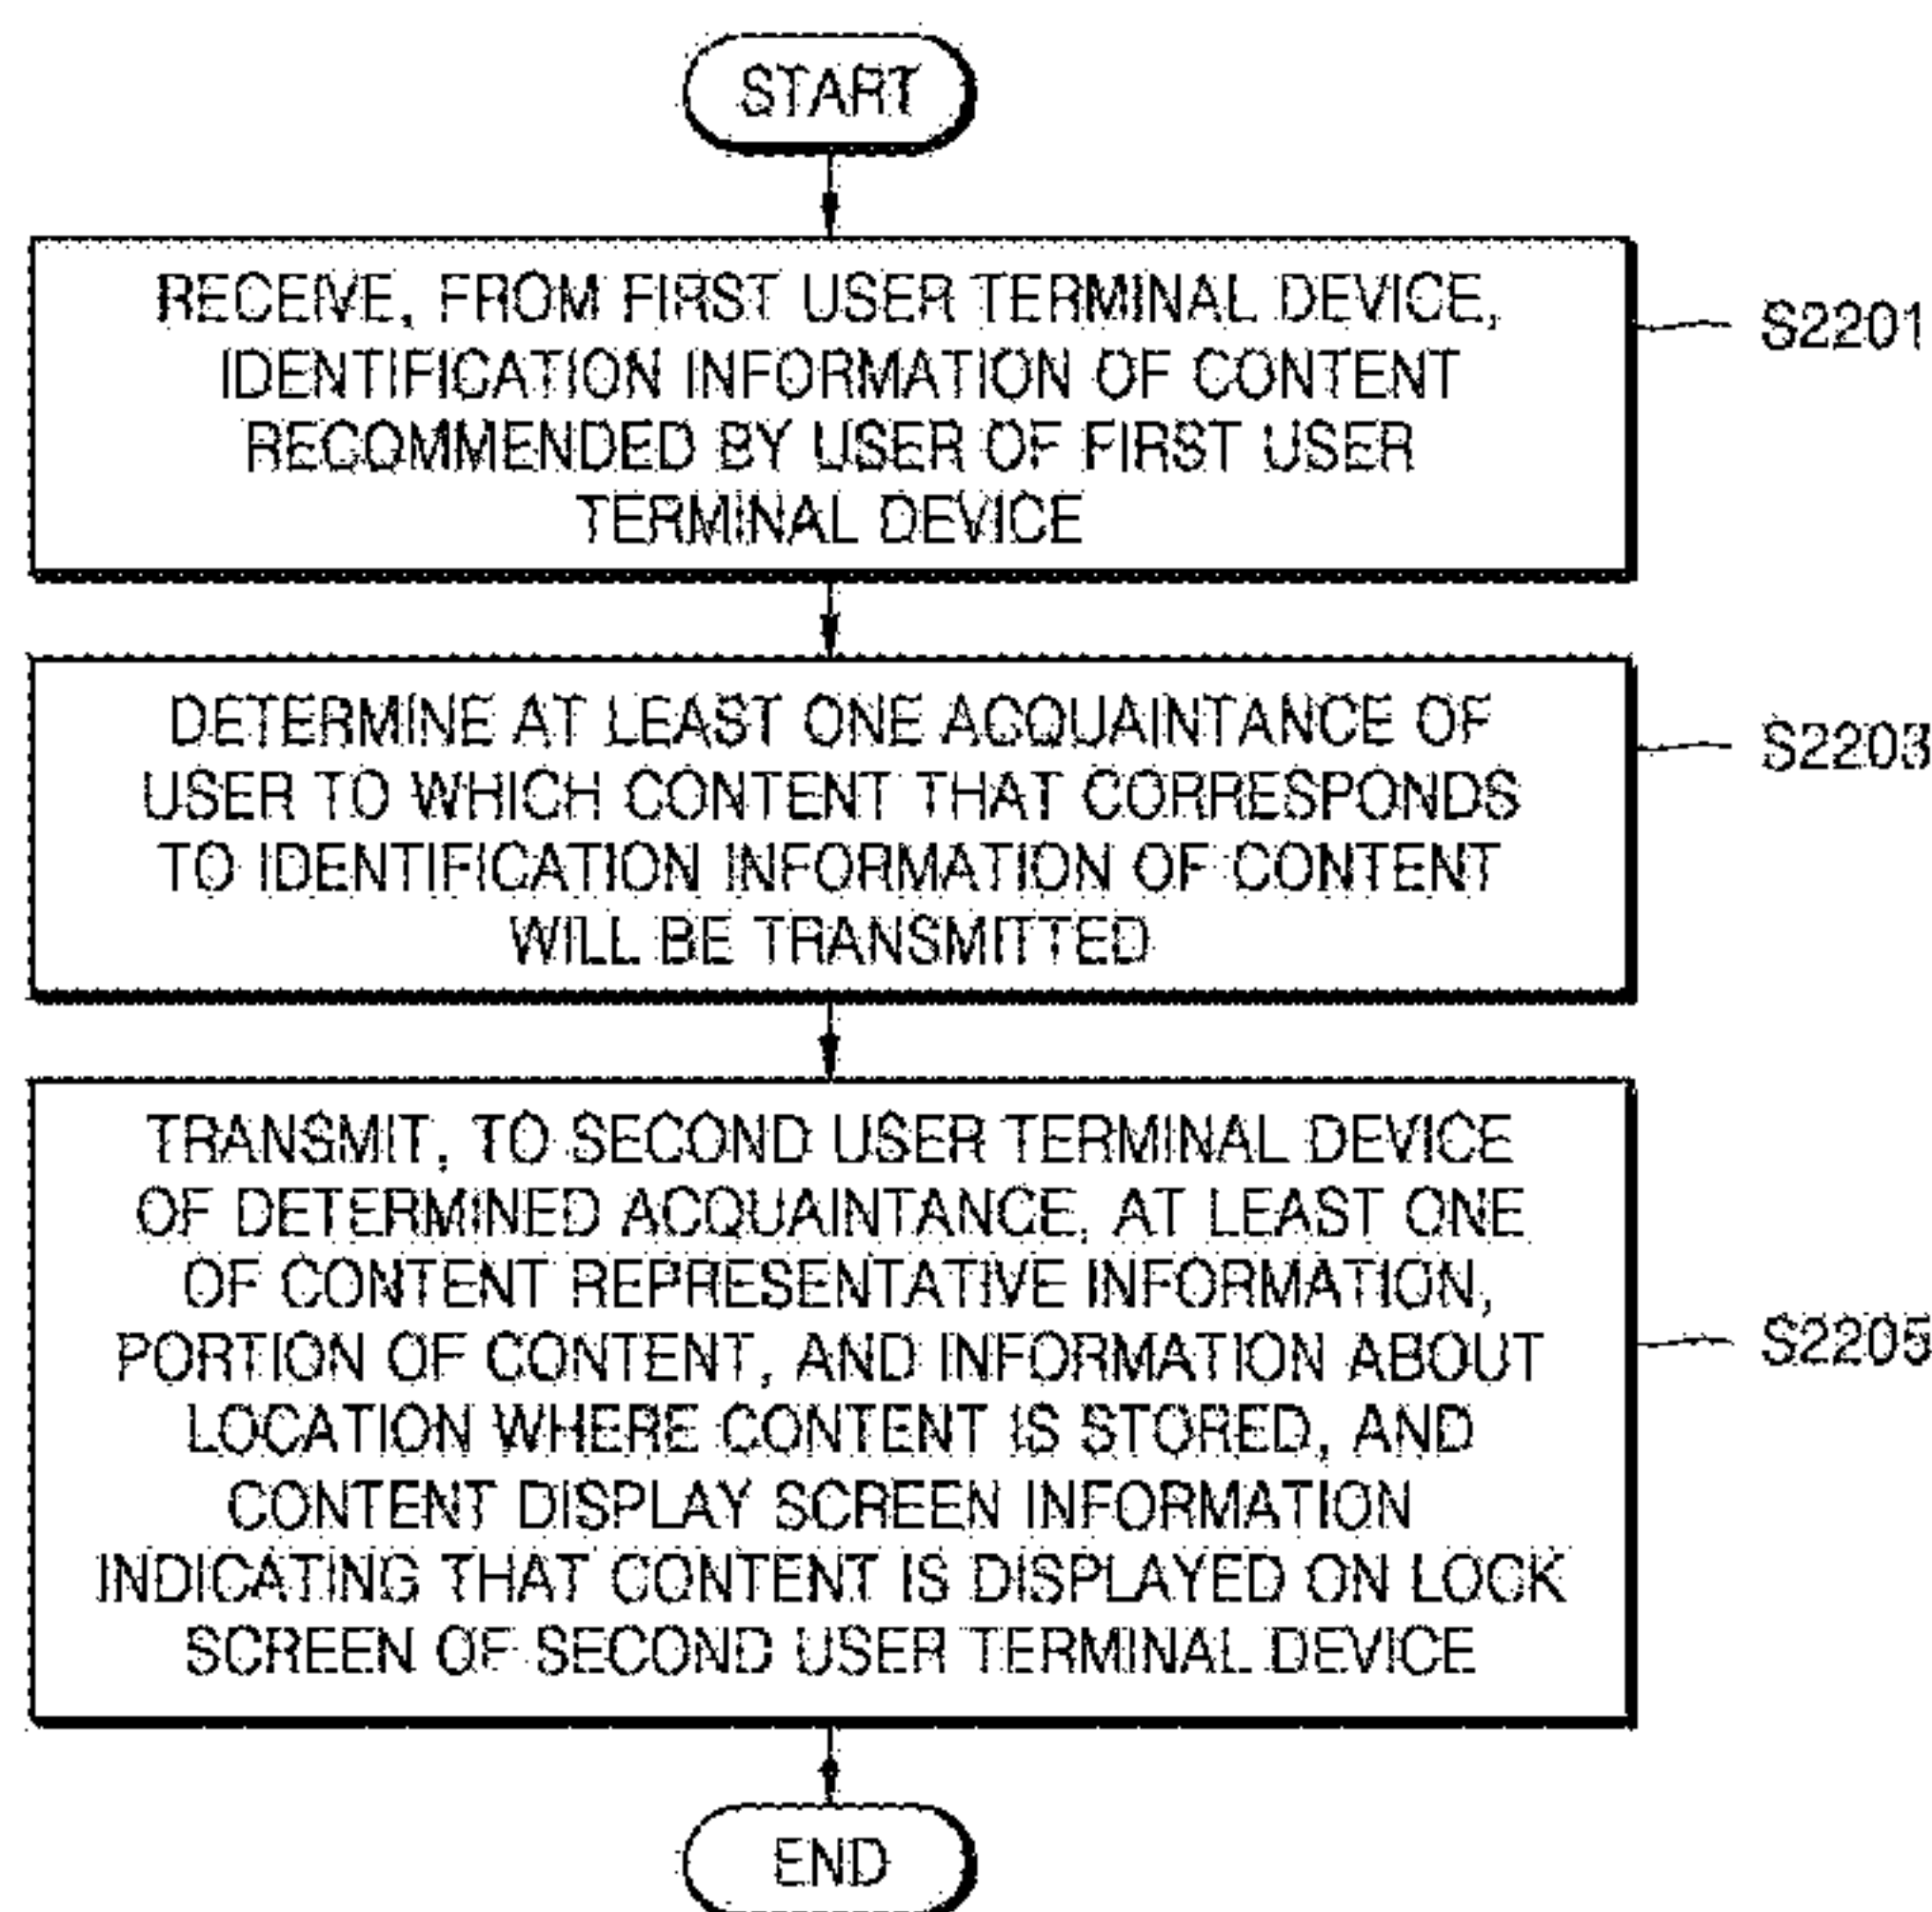 START
RECEIVE, FROM FIRST USER TERMINAL DEVICE,
IDENTIFICATION INFORMATION OF CONTENT
RECOMMENDED BY USER OF FIRST USER
TERMINAL DEVICE
S2201
DETERMINE AT LEAST ONE ACQUAINTANCE OF
USER TO WHICH CONTENT THAT CORRESPONDS
TO IDENTIFICATION INFORMATION OF CONTENT
WILL BE TRANSMITTED
S2203
TRANSMIT, TO SECOND USER TERMINAL DEVICE
OF DETERMINED ACQUAINTANCE, AT LEAST ONE
OF CONTENT REPRESENTATIVE INFORMATION,
PORTION OF CONTENT, AND INFORMATION ABOUT
LOCATION WHERE CONTENT IS STORED, AND
CONTENT DISPLAY SCREEN INFORMATION
INDICATING THAT CONTENT IS DISPLAYED ON LOCK
SCREEN OF SECOND USER TERMINAL DEVICE
S2205
END